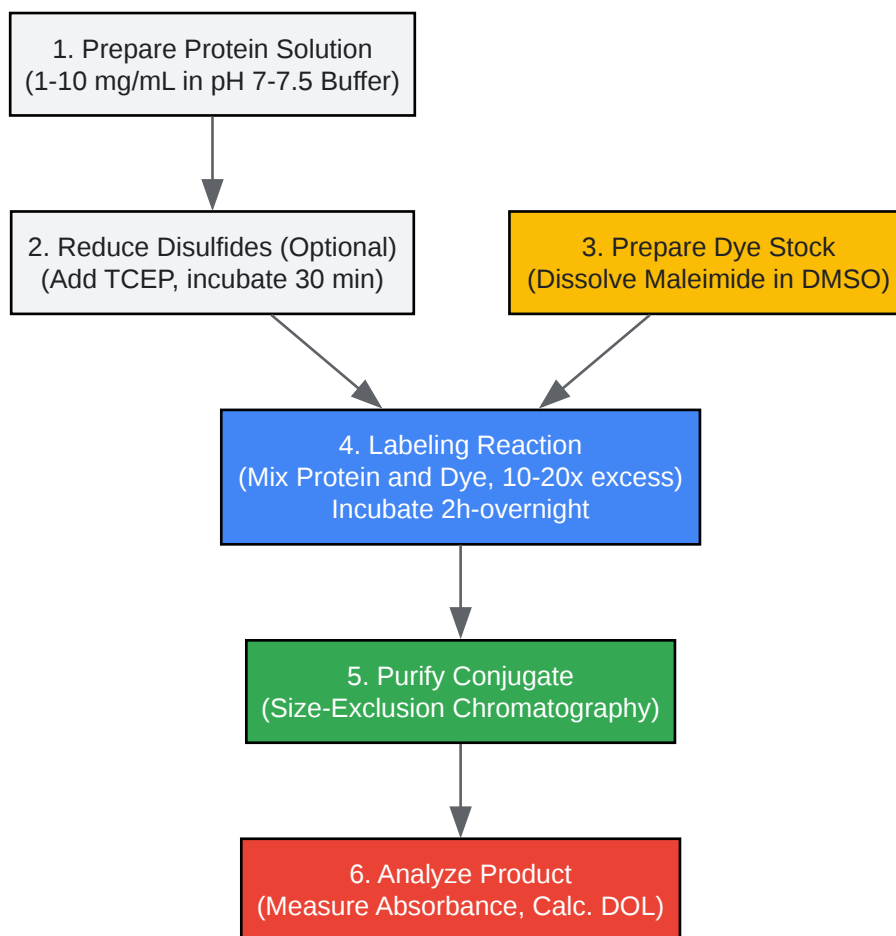 1. Prepare Protein Solution
(1-10 mg/mL in pH 7-7.5 Buffer)
2. Reduce Disulfides (Optional)
(Add TCEP, incubate 30 min)
3. Prepare Dye Stock
(Dissolve Maleimide in DMSO)
4. Labeling Reaction
(Mix Protein and Dye, 10-20x excess)
Incubate 2h-overnight
5. Purify Conjugate
(Size-Exclusion Chromatography)
6. Analyze Product
(Measure Absorbance, Calc. DOL)